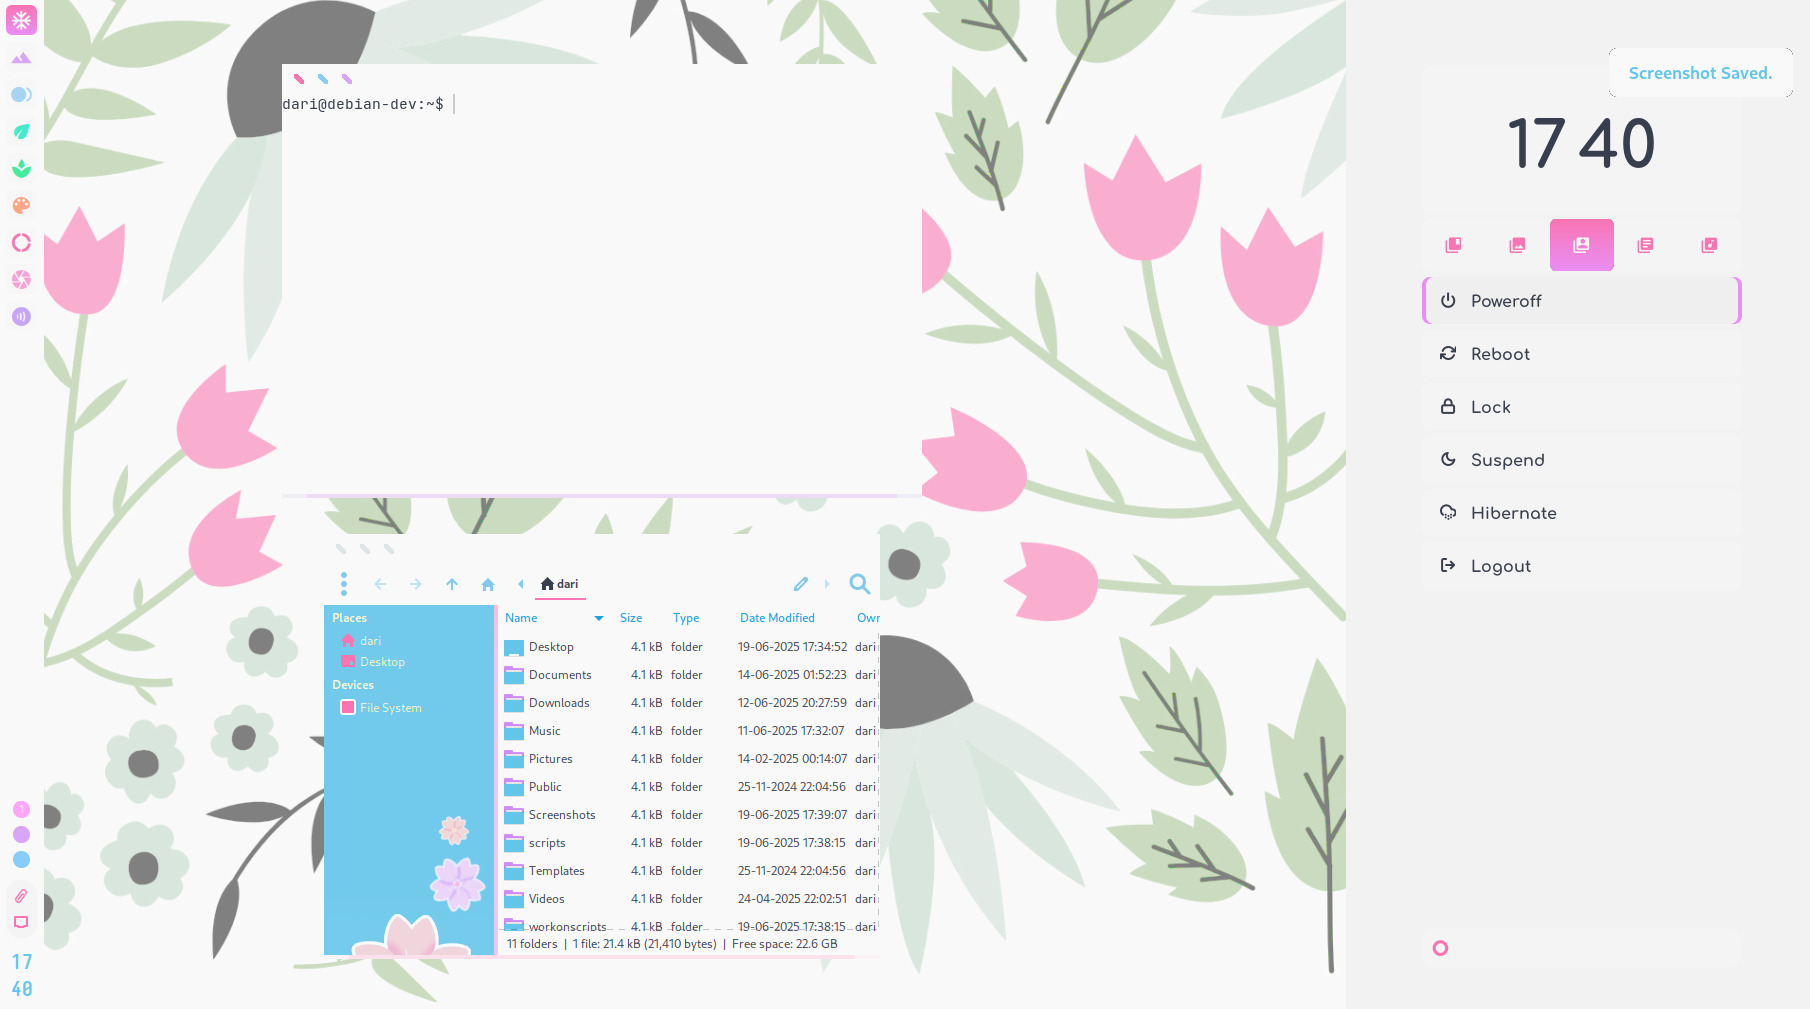 Screenshot Saved.
17 40
dari@debian-dev:~$
Poweroff
Reboot
Lock
Suspend
Hibernate
Logout
dari
Places
dari
Desktop
Devices
File System
Name Size Type Date Modified Own
Desktop 4.1 kB folder 19-06-2025 17:34:52 dari
Documents 4.1 kB folder 14-06-2025 01:52:23 dari
Downloads 4.1 kB folder 12-06-2025 20:27:59 dari
Music 4.1 kB folder 11-06-2025 17:32:07 dari
Pictures 4.1 kB folder 14-02-2025 00:14:07 dari
Public 4.1 kB folder 25-11-2024 22:04:56 dari
Screenshots 4.1 kB folder 19-06-2025 17:39:07 dari
scripts 4.1 kB folder 19-06-2025 17:38:15 dari
Templates 4.1 kB folder 25-11-2024 22:04:56 dari
Videos 4.1 kB folder 24-04-2025 22:02:51 dari
workonscripts 4.1 kB folder 19-06-2025 17:38:15 dari
11 folders | 1 file: 21.4 kB (21,410 bytes) | Free space: 22.6 GB
1
17
40